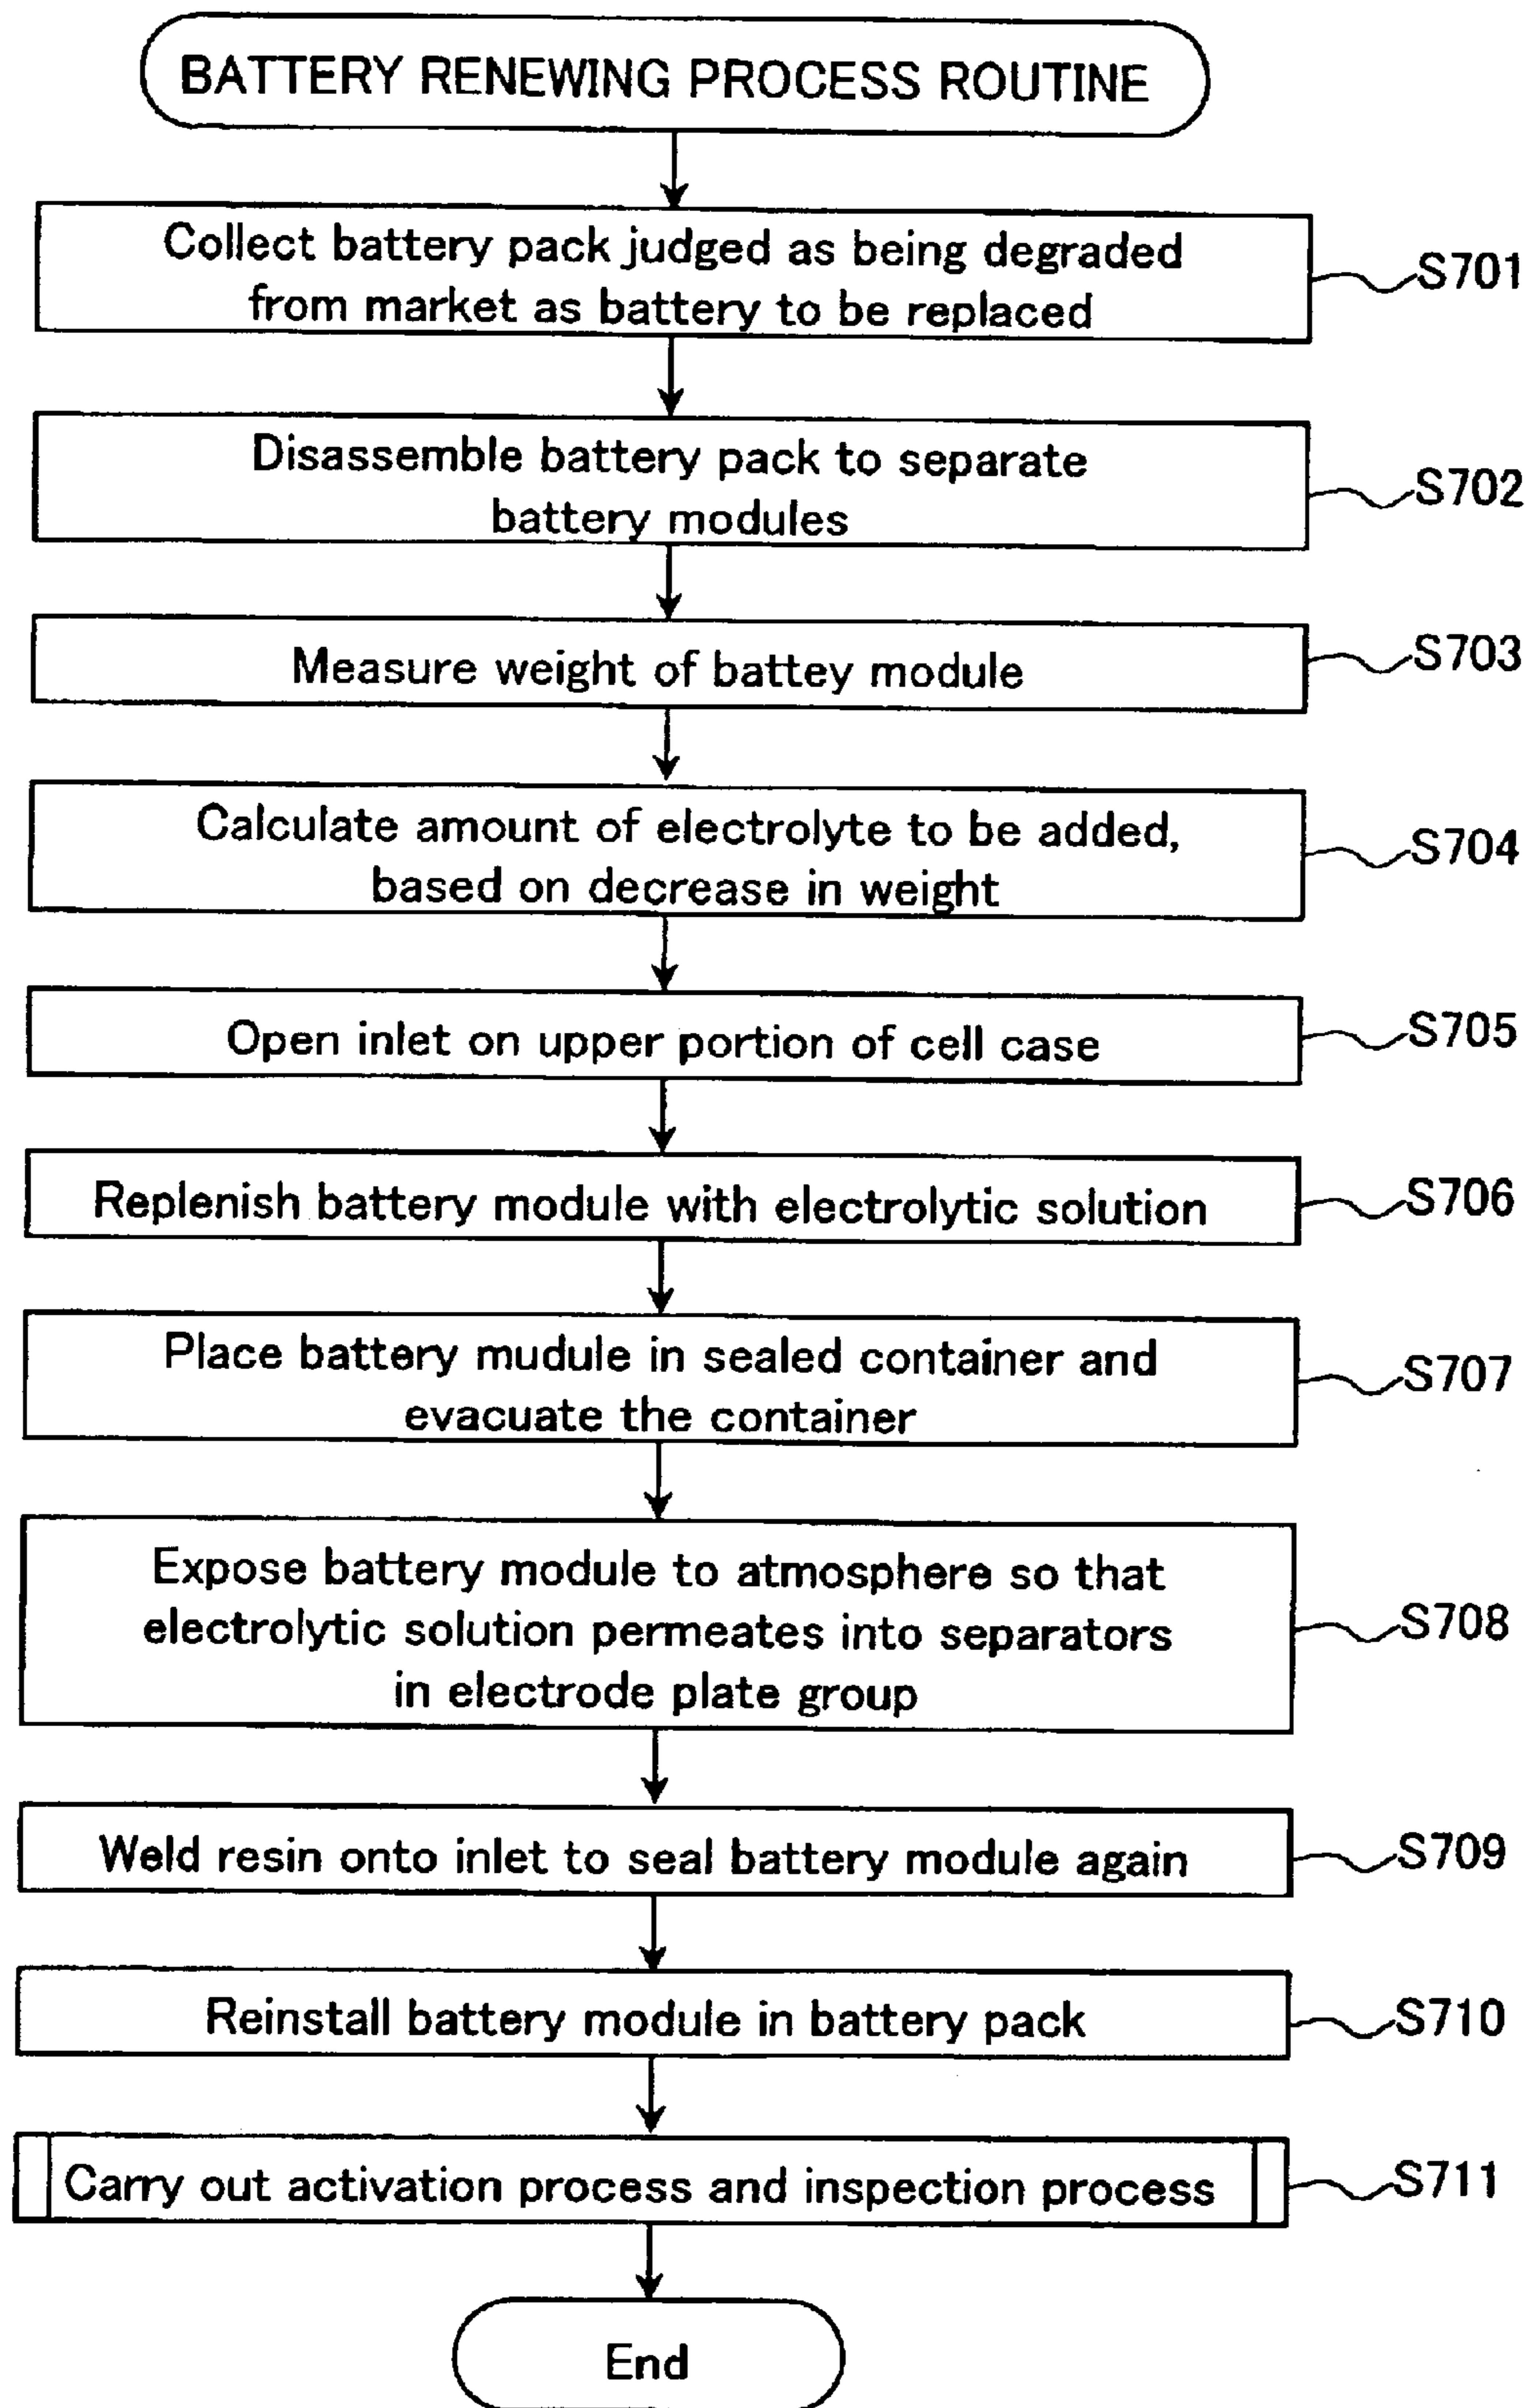 BATTERY RENEWING PROCESS ROUTINE
Collect battery pack judged as being degraded
from market as battery to be replaced
S701
Disassemble battery pack to separate
battery modules
S702
Measure weight of battey module
S703
Calculate amount of electrolyte to be added,
based on decrease in weight
S704
Open inlet on upper portion of cell case
S705
Replenish battery module with electrolytic solution
S706
Place battery mudule in sealed container and
evacuate the container
S707
Expose battery module to atmosphere so that
electrolytic solution permeates into separators
in electrode plate group
S708
Weld resin onto inlet to seal battery module again
S709
Reinstall battery module in battery pack
S710
Carry out activation process and inspection process
S711
End